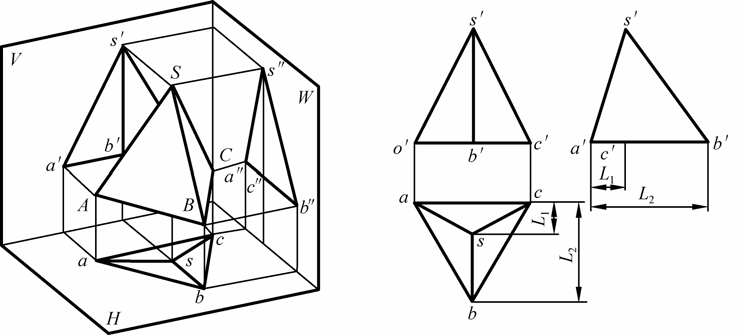 V
s′
S
s″
W
b′
a′
C
a″
c″
A
B
b″
c
a
s
b
H
s′
s′
o′
b′
c′
a′
c′
b′
L₁
L₂
a
c
L₁
s
L₂
b